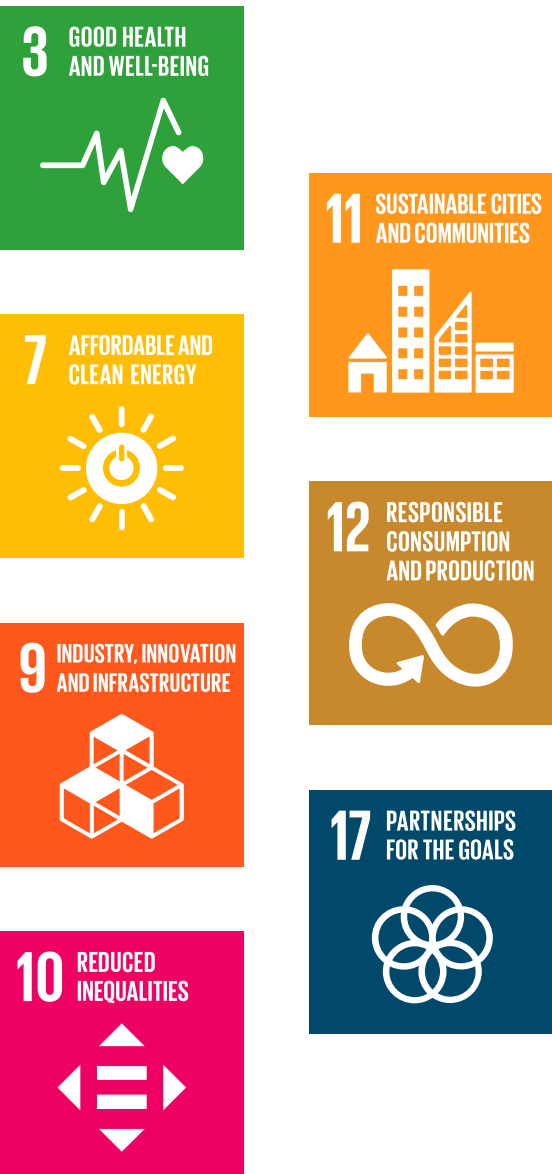 3
GOOD HEALTH
AND WELL-BEING
7
AFFORDABLE AND
CLEAN ENERGY
9
INDUSTRY, INNOVATION
AND INFRASTRUCTURE
10
REDUCED
INEQUALITIES
11
SUSTAINABLE CITIES
AND COMMUNITIES
12
RESPONSIBLE
CONSUMPTION
AND PRODUCTION
17
PARTNERSHIPS
FOR THE GOALS